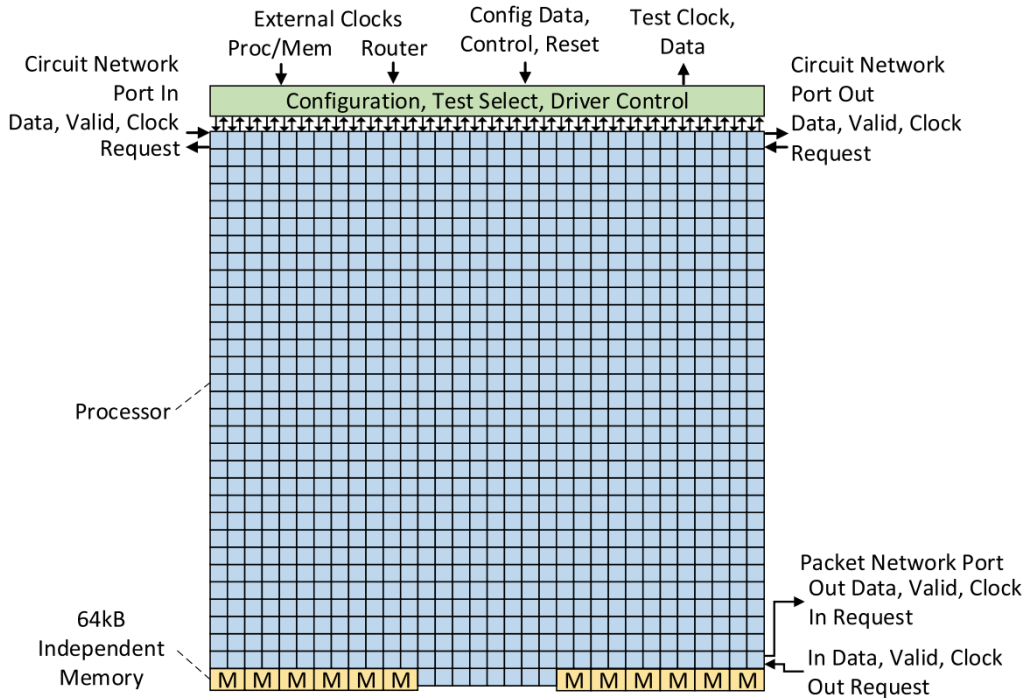 External Clocks
Proc/Mem Router
Config Data,
Control, Reset
Test Clock,
Data
Circuit Network
Port In
Data, Valid, Clock
Request
Configuration, Test Select, Driver Control
Circuit Network
Port Out
Data, Valid, Clock
Request
Processor
64kB
Independent
Memory
M M M M M M
M M M M M M
Packet Network Port
Out Data, Valid, Clock
In Request
In Data, Valid, Clock
Out Request